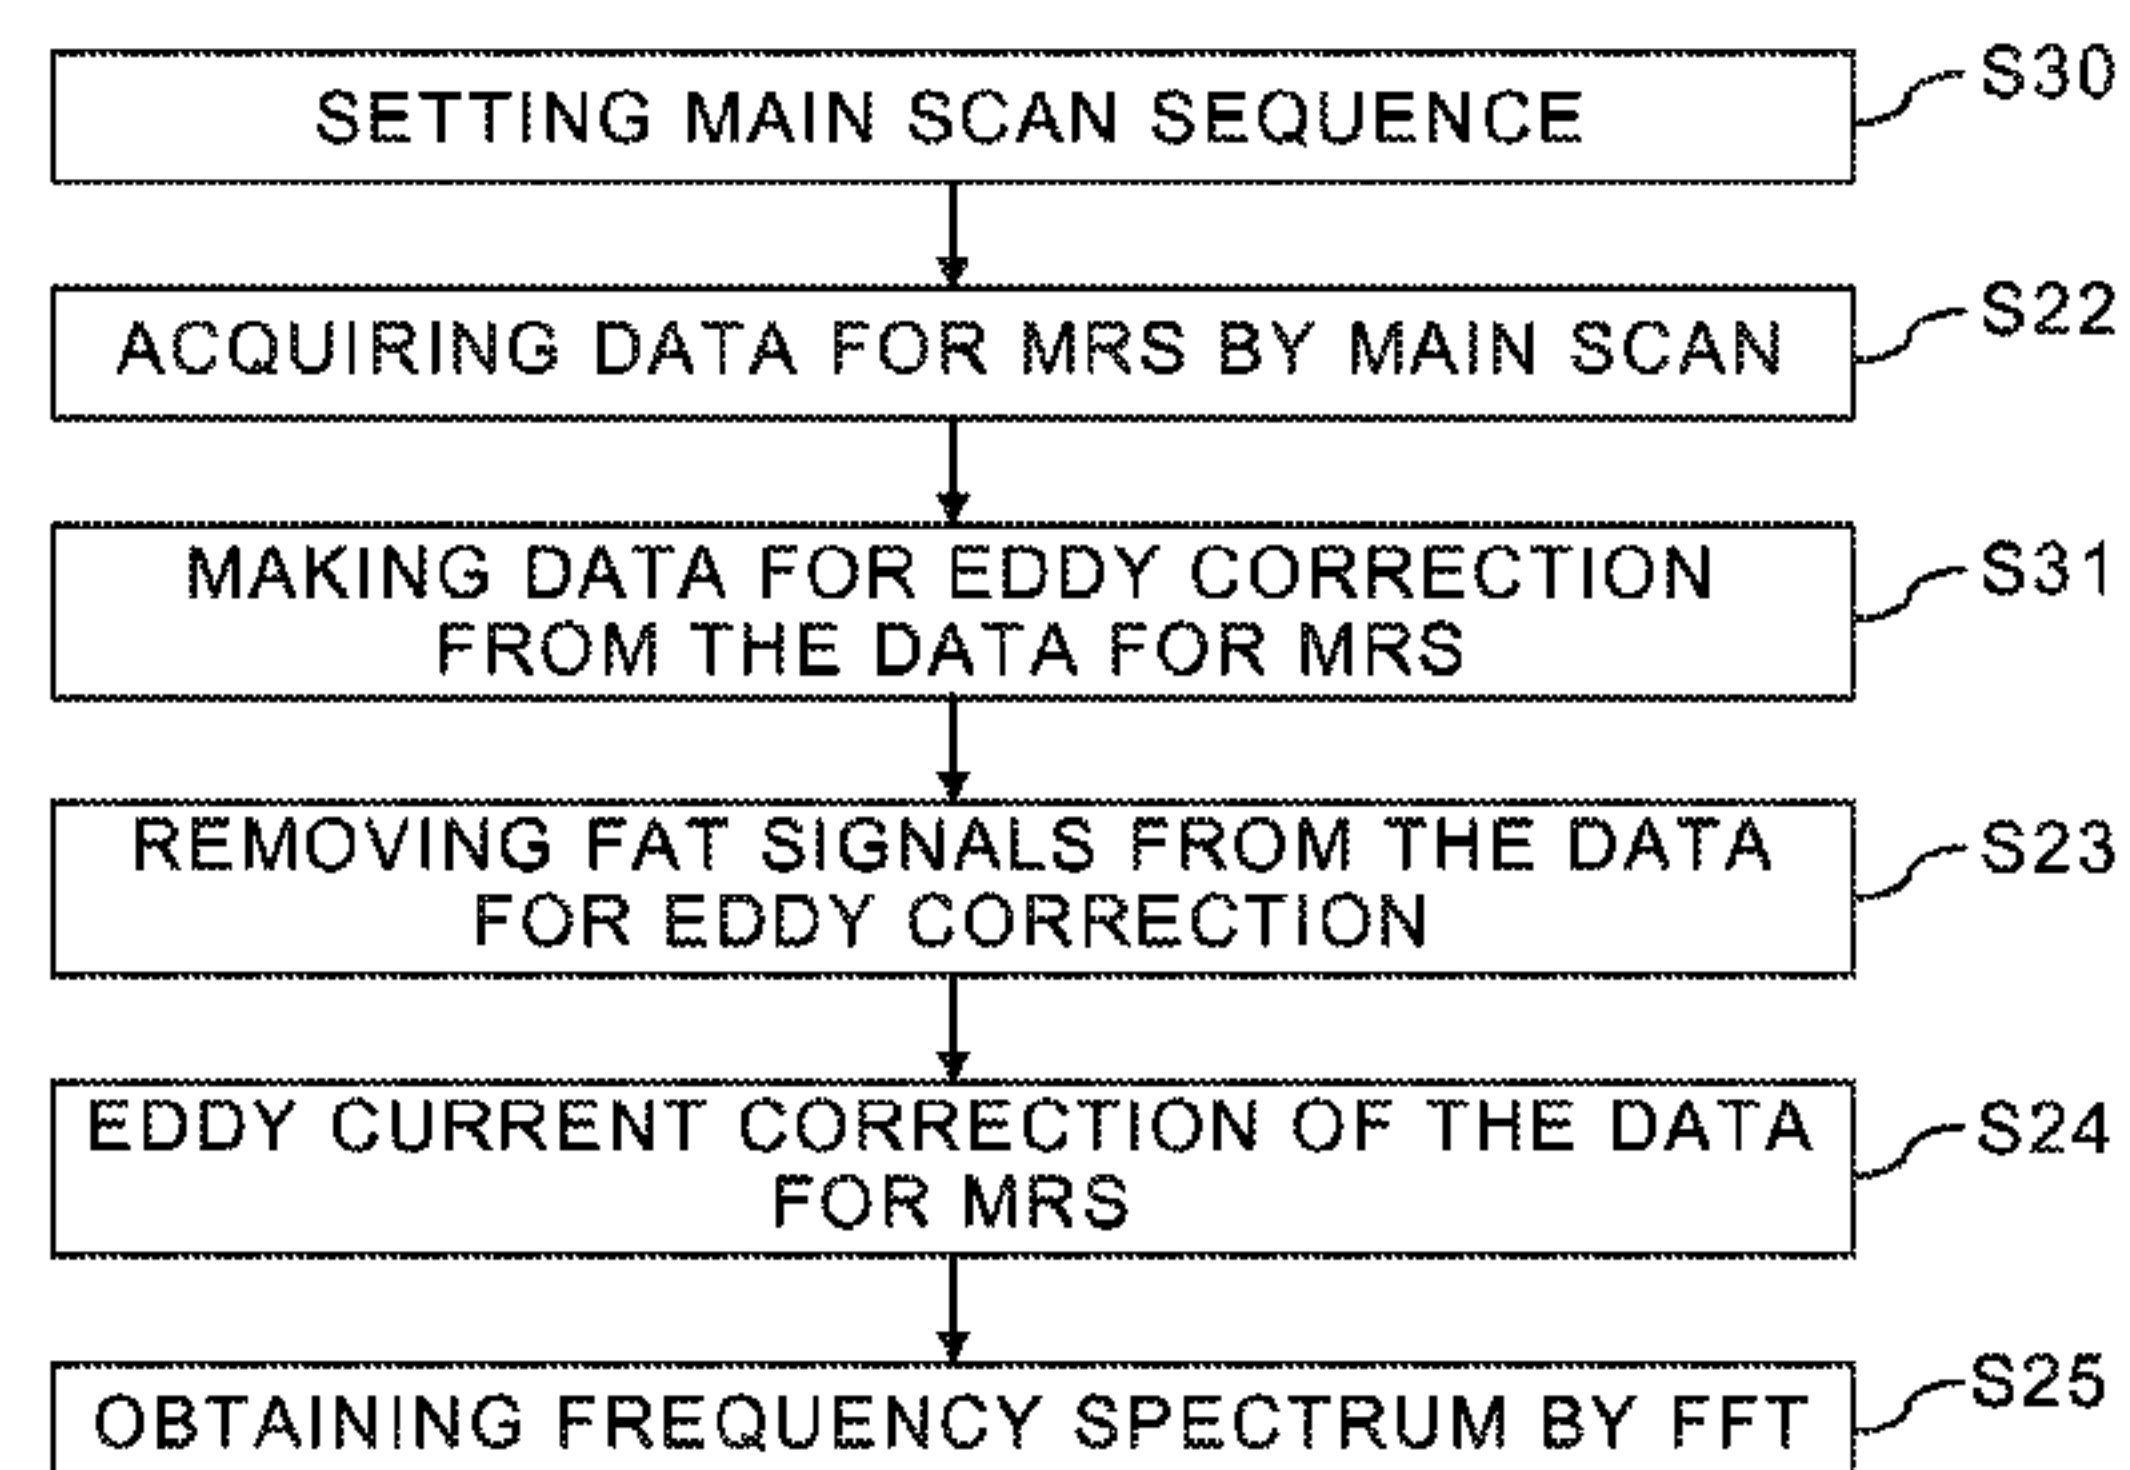 SETTING MAIN SCAN SEQUENCE
S30
ACQUIRING DATA FOR MRS BY MAIN SCAN
S22
MAKING DATA FOR EDDY CORRECTION
FROM THE DATA FOR MRS
S31
REMOVING FAT SIGNALS FROM THE DATA
FOR EDDY CORRECTION
S23
EDDY CURRENT CORRECTION OF THE DATA
FOR MRS
S24
OBTAINING FREQUENCY SPECTRUM BY FFT
S25